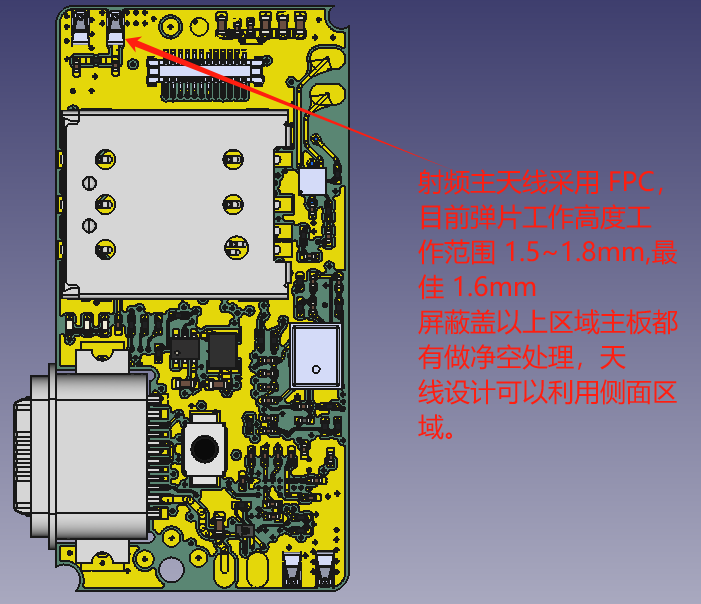 射频主天线采用 FPC，
目前弹片工作高度工
作范围 1.5~1.8mm,最
佳 1.6mm
屏蔽盖以上区域主板都
有做净空处理，天
线设计可以利用侧面区
域。